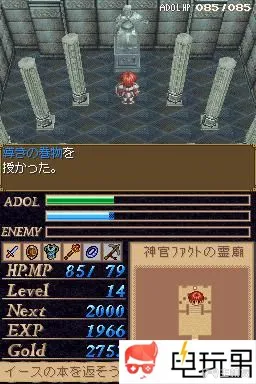 ADOL HP 085/085
導きの巻物を
授かった。
ADOL
ENEMY
HP.MP 85/ 79
Level 14
Next 2000
EXP 1966
Gold 275
神官ﾌｧｸﾄの霊廟
イースの本を返そう
电玩男